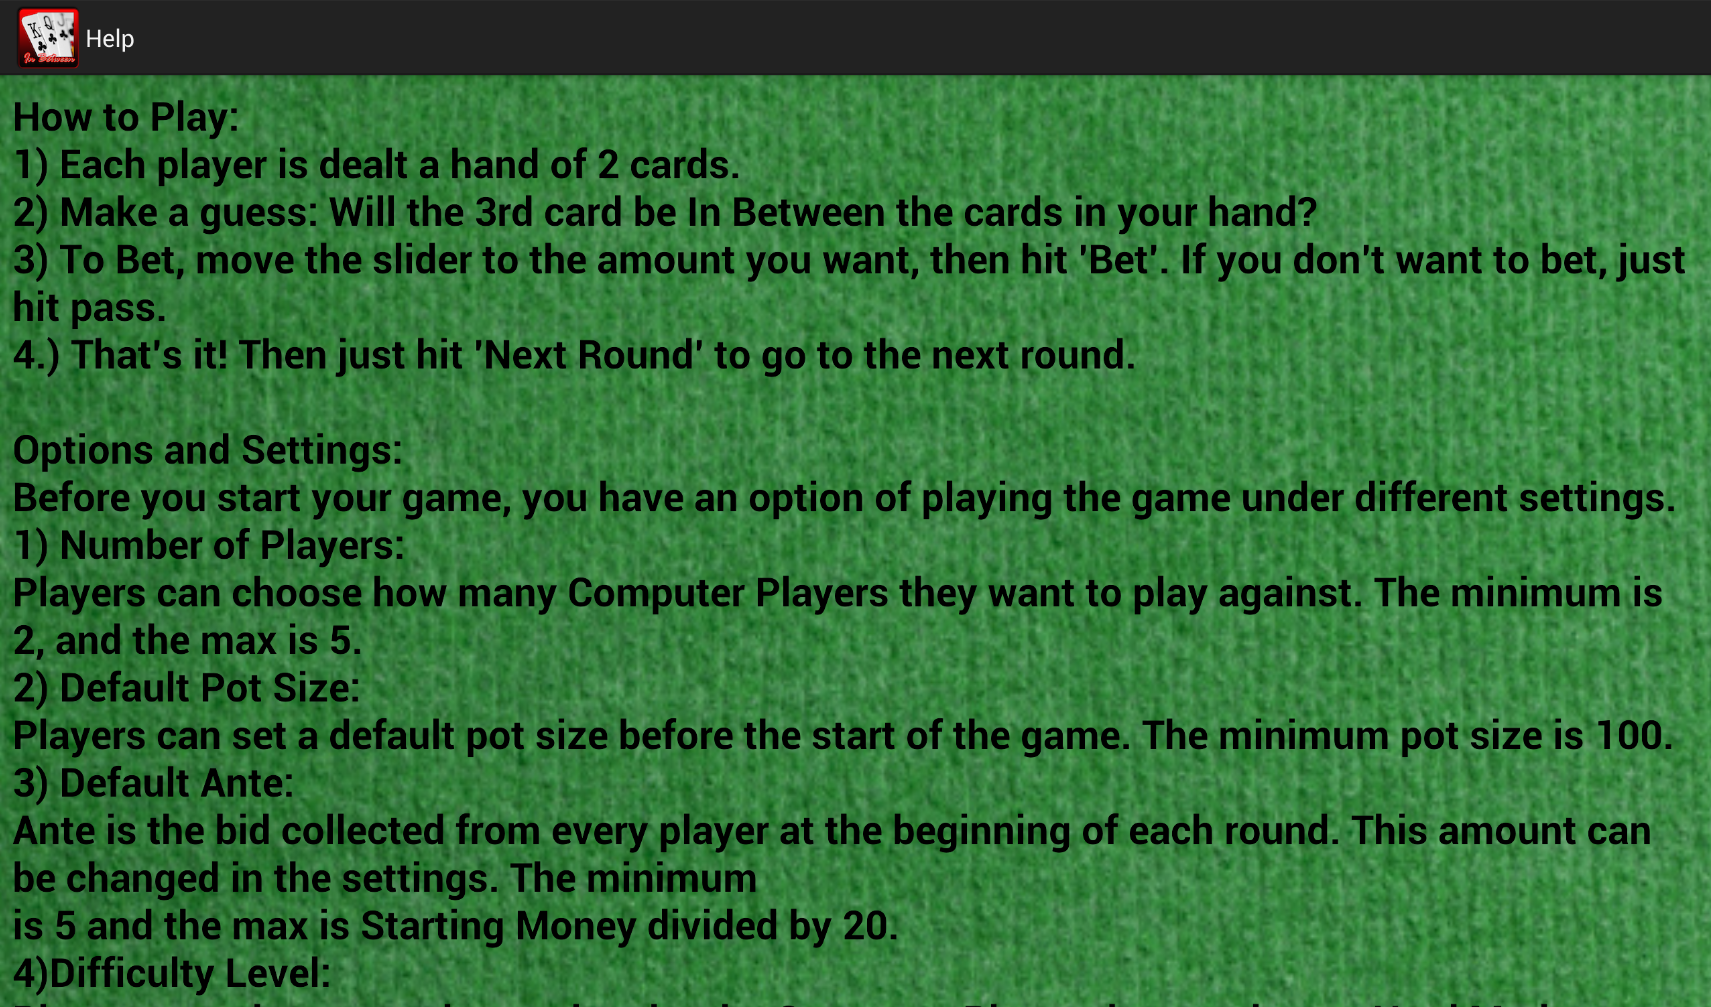 Help
How to Play:
1) Each player is dealt a hand of 2 cards.
2) Make a guess: Will the 3rd card be In Between the cards in your hand?
3) To Bet, move the slider to the amount you want, then hit 'Bet'. If you don't want to bet, just
hit pass.
4.) That's it! Then just hit 'Next Round' to go to the next round.
Options and Settings:
Before you start your game, you have an option of playing the game under different settings.
1) Number of Players:
Players can choose how many Computer Players they want to play against. The minimum is
2, and the max is 5.
2) Default Pot Size:
Players can set a default pot size before the start of the game. The minimum pot size is 100.
3) Default Ante:
Ante is the bid collected from every player at the beginning of each round. This amount can
be changed in the settings. The minimum
is 5 and the max is Starting Money divided by 20.
4)Difficulty Level: